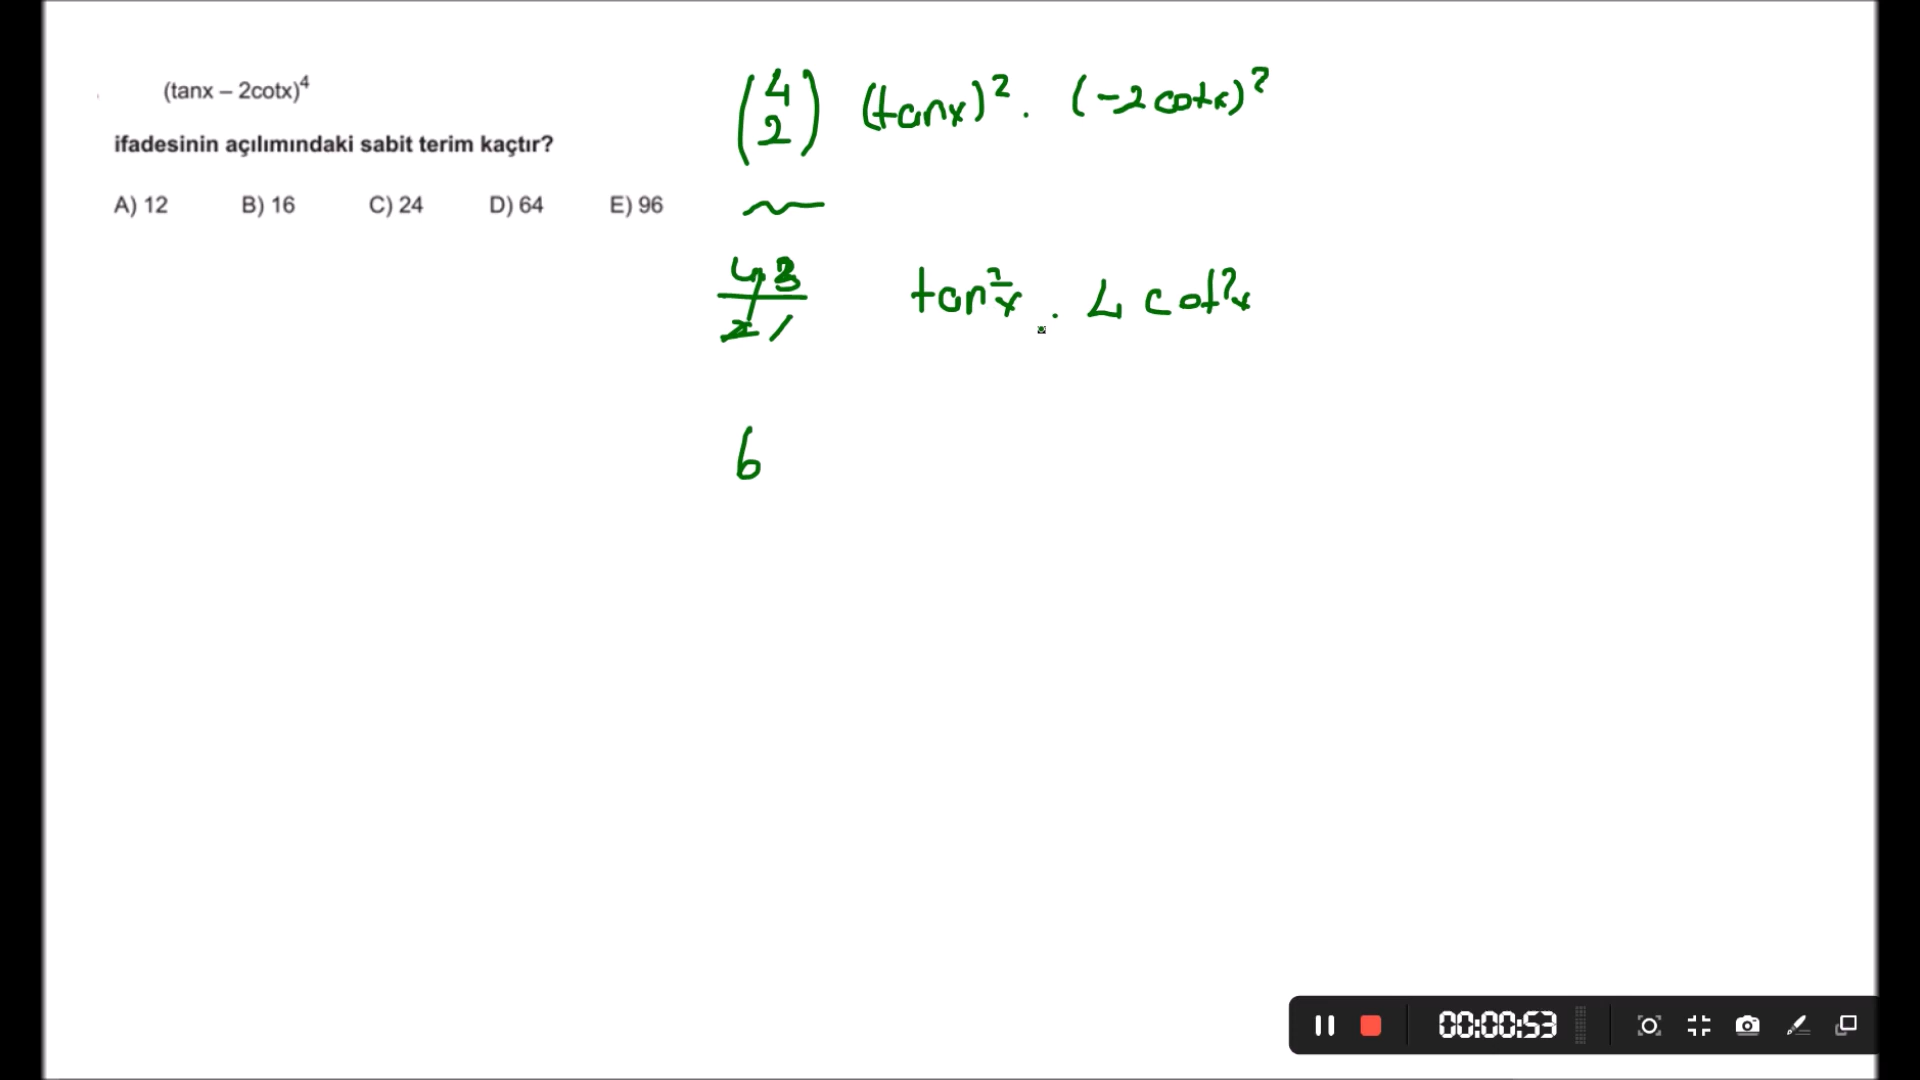 (tanx – 2cotx)⁴
ifadesinin açılımındaki sabit terim kaçtır?
A) 12 B) 16 C) 24 D) 64 E) 96
(4 2) (tanx)² . (-2cotx)²
4.3 / 2.1 tan²x . 4 cot²x
6
00:00:53